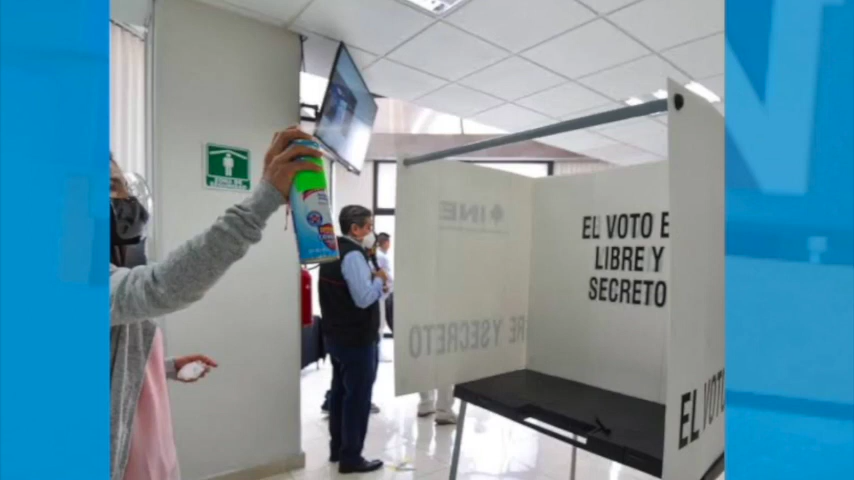 INE
EL VOTO E
LIBRE Y
SECRETO
RE Y SECRETO
EL VOTO